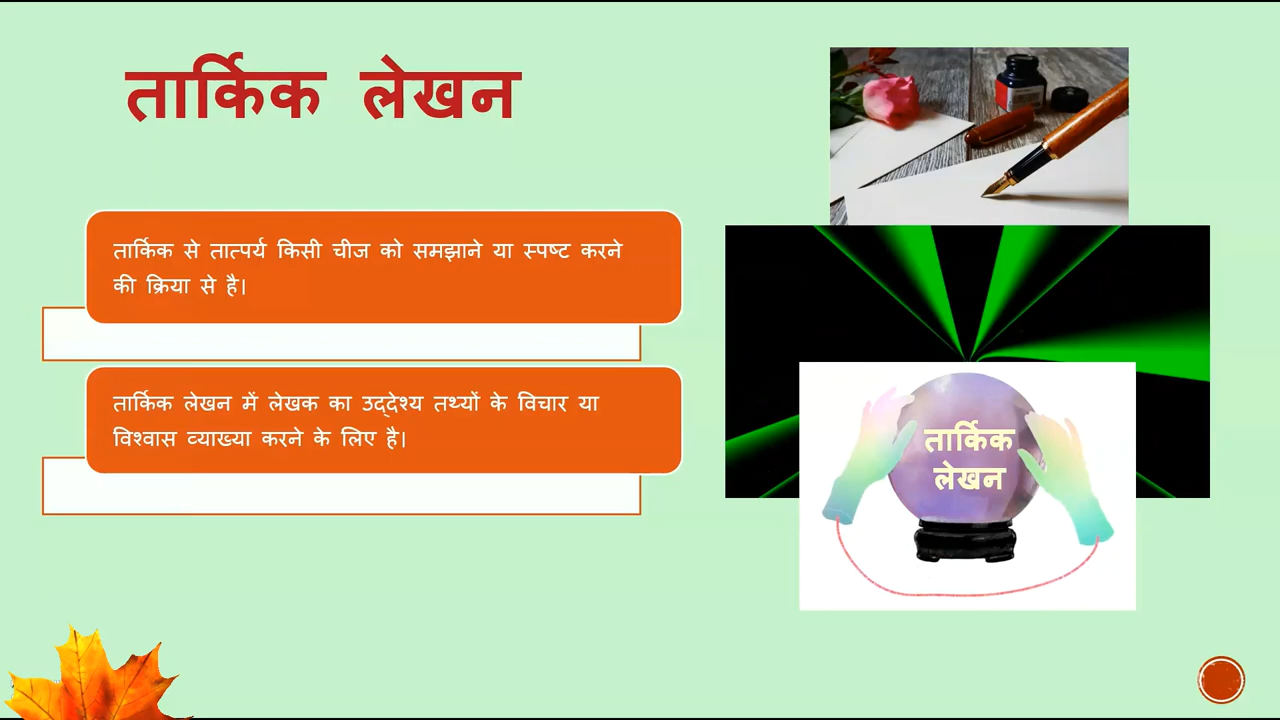 तार्किक लेखन
तार्किक से तात्पर्य किसी चीज को समझाने या स्पष्ट करने
की क्रिया से है।
तार्किक लेखन में लेखक का उद्देश्य तथ्यों के विचार या
विश्वास व्याख्या करने के लिए है।
तार्किक
लेखन